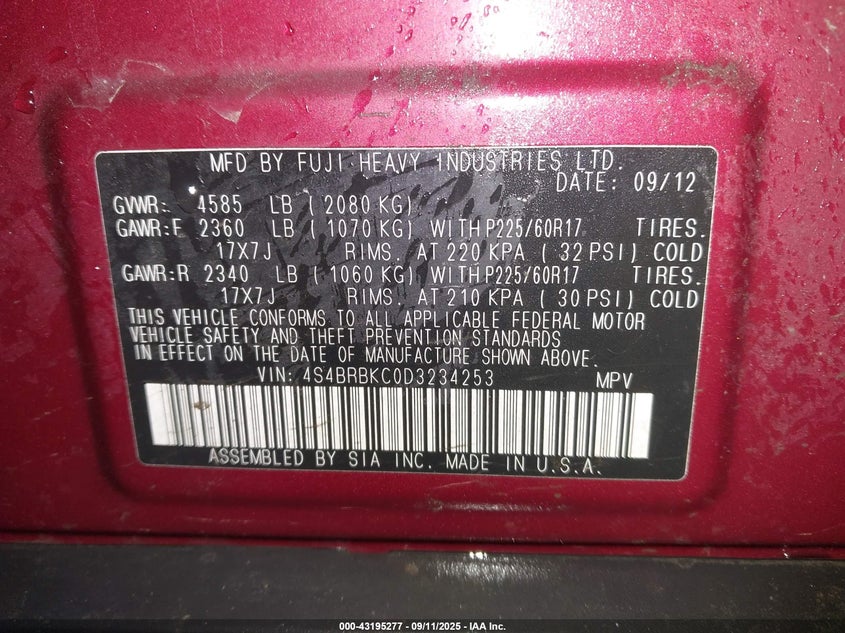 MFD BY FUJI HEAVY INDUSTRIES LTD.
DATE: 09/12
GVWR: 4585 LB ( 2080 KG)
GAWR:F 2360 LB ( 1070 KG) WITH P225/60R17 TIRES.
17X7J RIMS. AT 220 KPA ( 32 PSI) COLD
GAWR:R 2340 LB ( 1060 KG) WITH P225/60R17 TIRES.
17X7J RIMS. AT 210 KPA ( 30 PSI) COLD
THIS VEHICLE CONFORMS TO ALL APPLICABLE FEDERAL MOTOR
VEHICLE SAFETY AND THEFT PREVENTION STANDARDS
IN EFFECT ON THE DATE OF MANUFACTURE SHOWN ABOVE.
VIN: 4S4BRBKC0D3234253 MPV
ASSEMBLED BY SIA INC. MADE IN U.S.A.
000-43195277 - 09/11/2025 - IAA Inc.